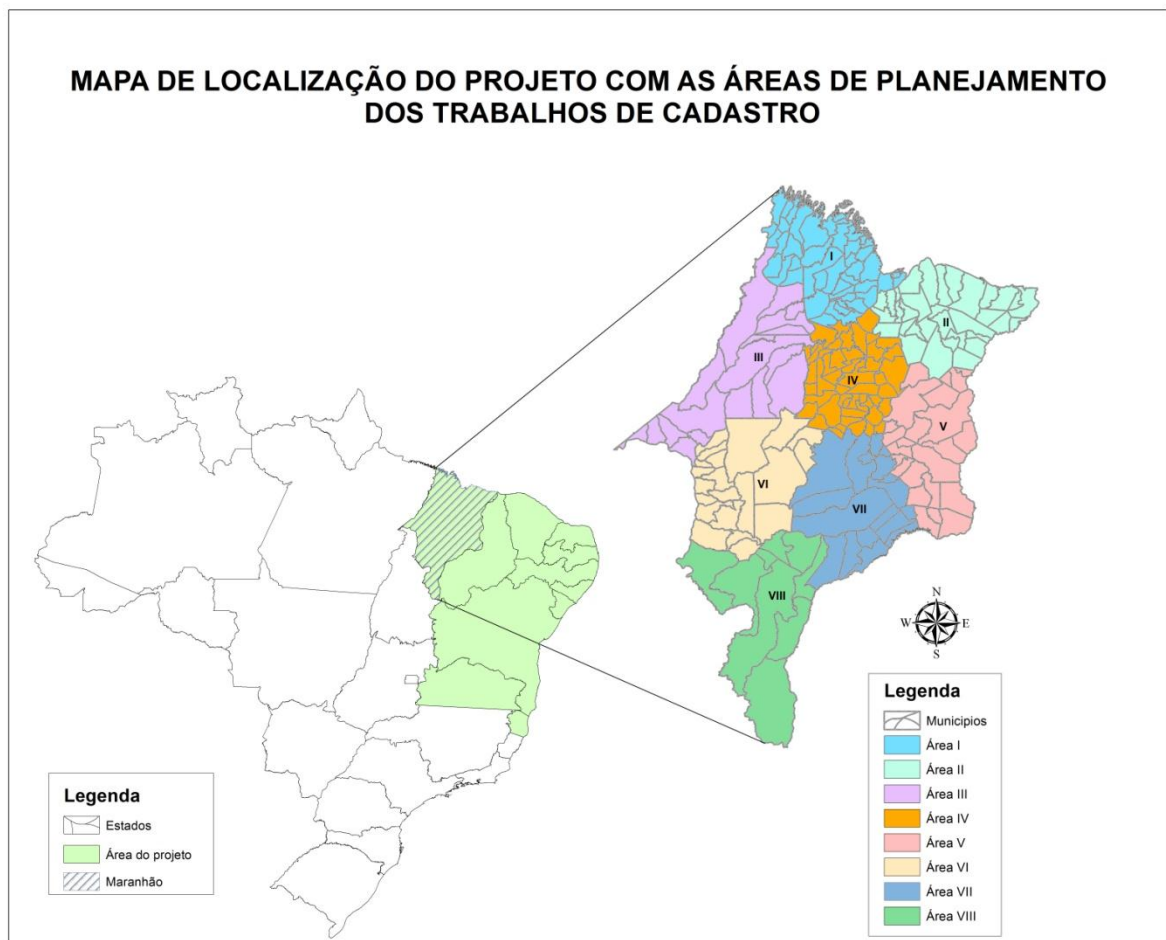 MAPA DE LOCALIZAÇÃO DO PROJETO COM AS ÁREAS DE PLANEJAMENTO
DOS TRABALHOS DE CADASTRO
I
II
III
IV
V
VI
VII
VIII
N
W E
S
Legenda
Estados
Área do projeto
Maranhão
Legenda
Municipios
Área I
Área II
Área III
Área IV
Área V
Área VI
Área VII
Área VIII